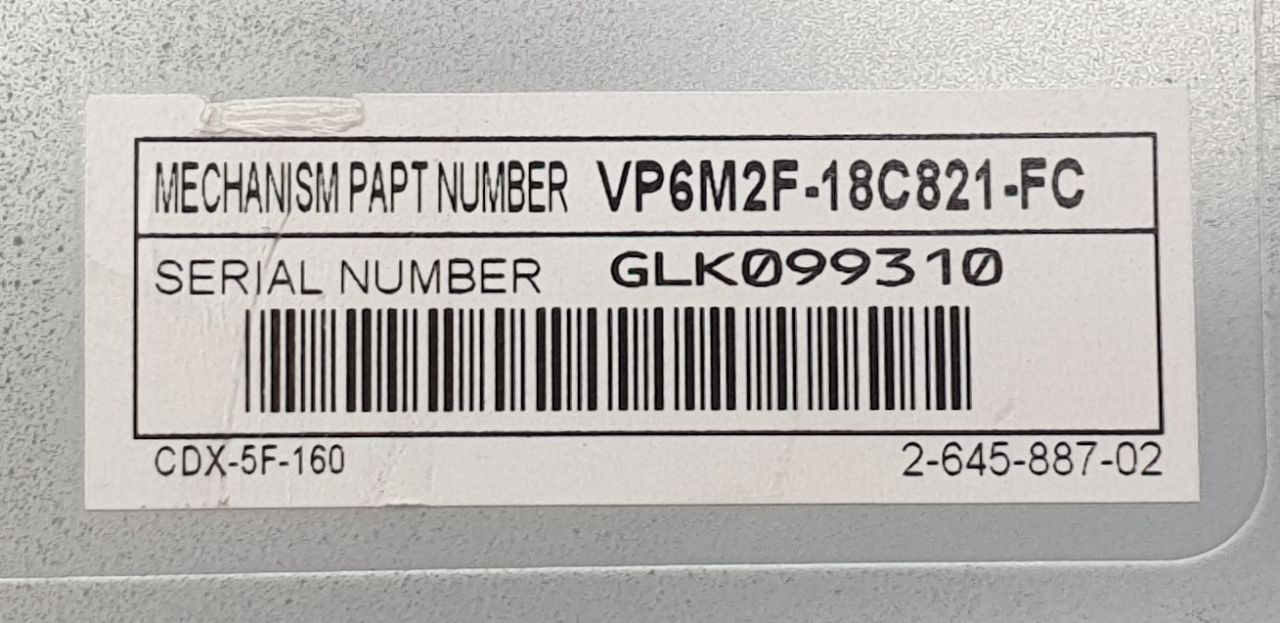 MECHANISM PAPT NUMBER VP6M2F-18C821-FC
SERIAL NUMBER GLK099310
CDX-5F-160 2-645-887-02